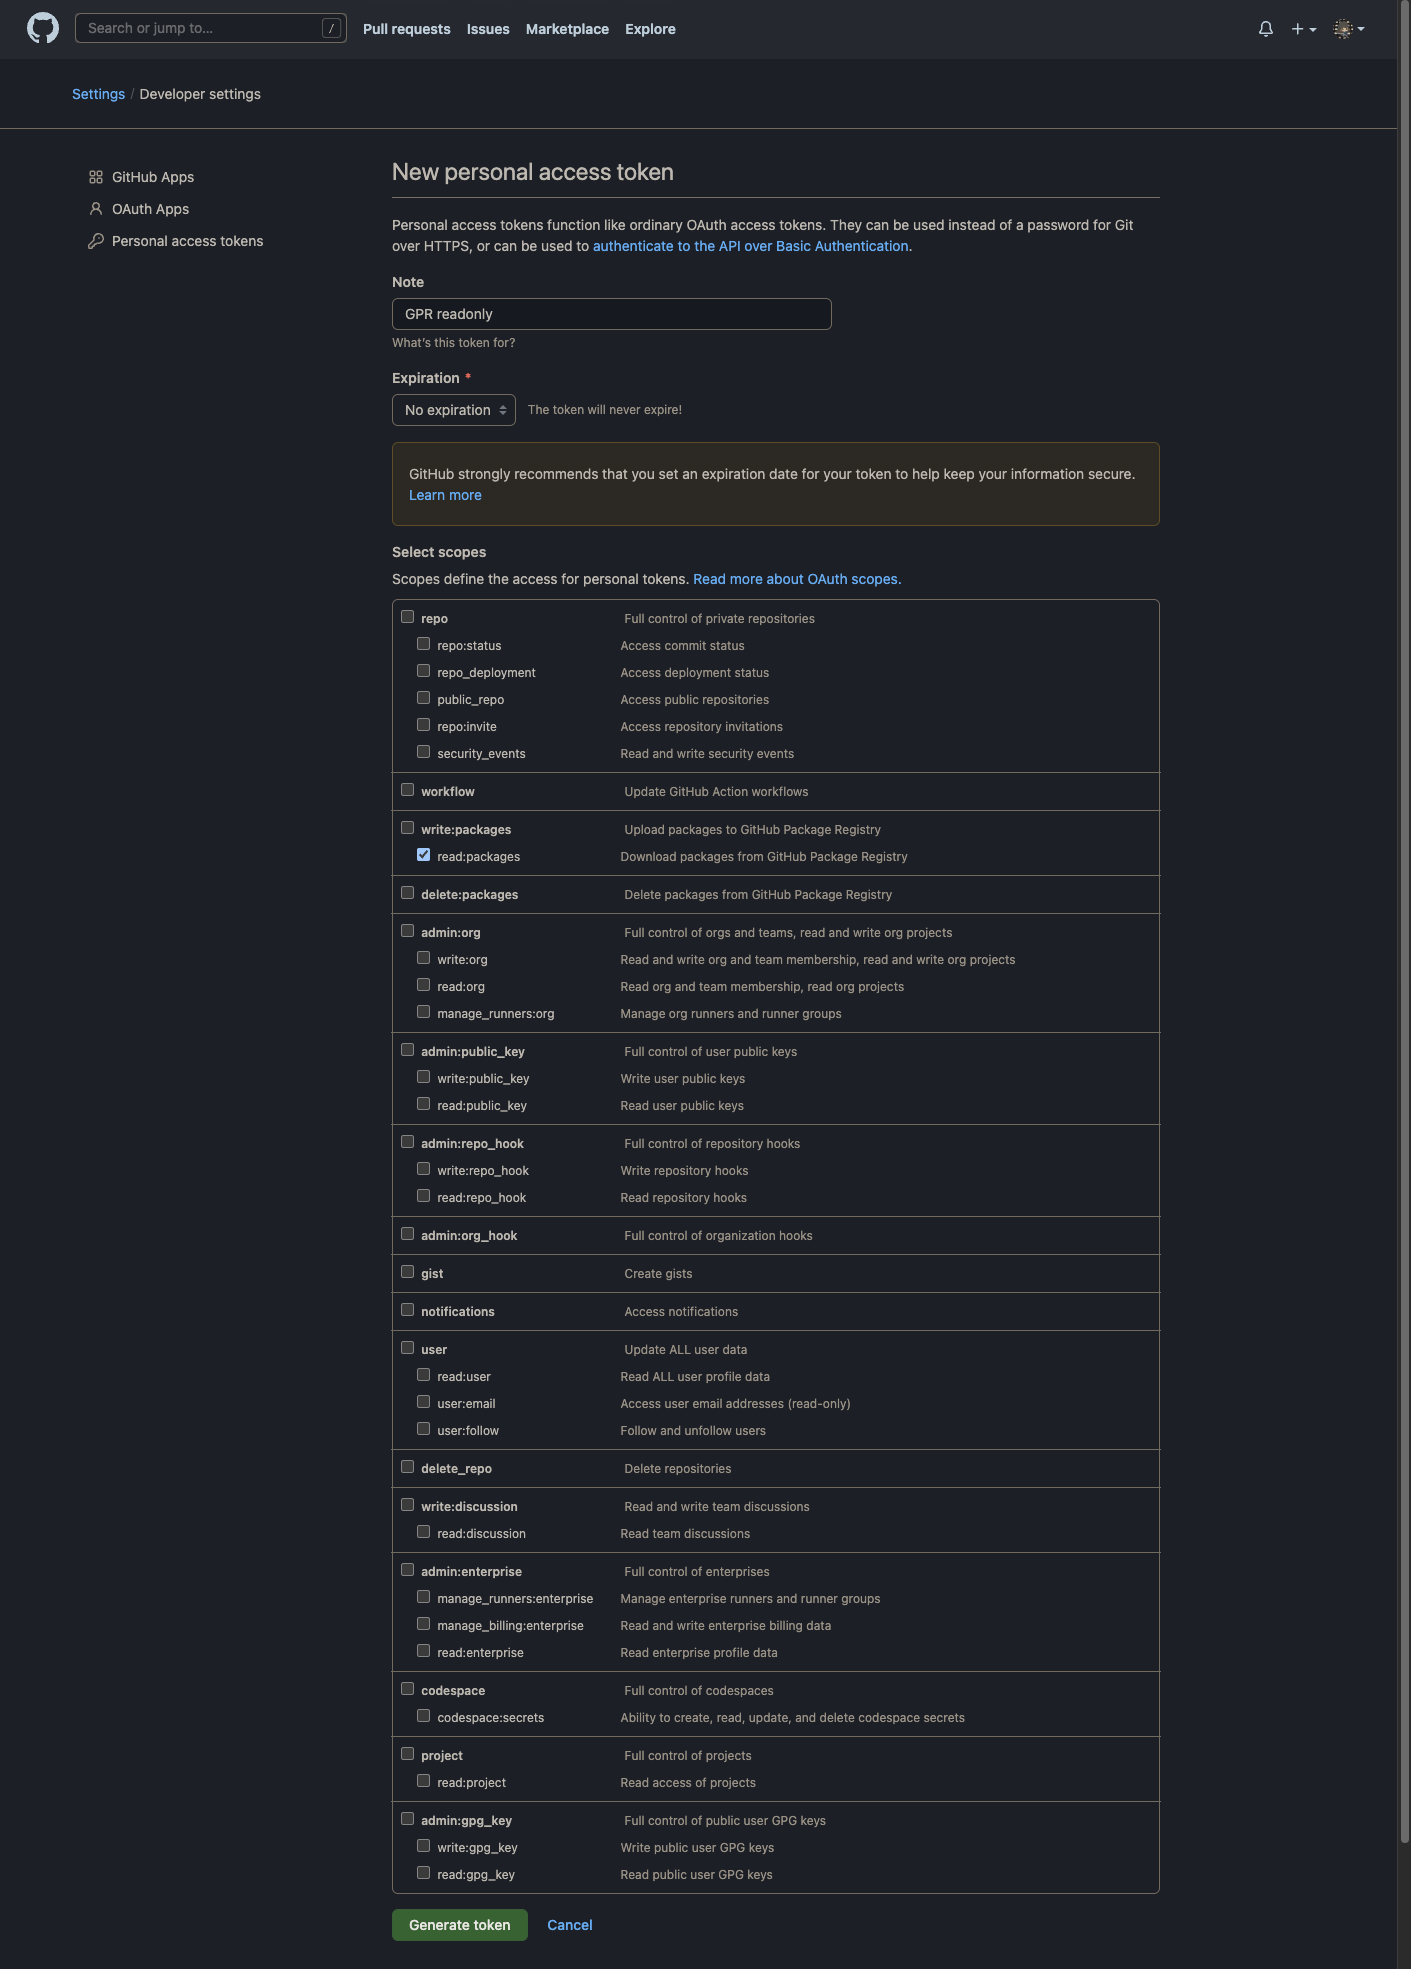 Search or jump to... / Pull requests Issues Marketplace Explore
Settings / Developer settings
GitHub Apps
OAuth Apps
Personal access tokens
New personal access token
Personal access tokens function like ordinary OAuth access tokens. They can be used instead of a password for Git
over HTTPS, or can be used to authenticate to the API over Basic Authentication.
Note
GPR readonly
What's this token for?
Expiration *
No expiration The token will never expire!
GitHub strongly recommends that you set an expiration date for your token to help keep your information secure.
Learn more
Select scopes
Scopes define the access for personal tokens. Read more about OAuth scopes.
repo Full control of private repositories
repo:status Access commit status
repo_deployment Access deployment status
public_repo Access public repositories
repo:invite Access repository invitations
security_events Read and write security events
workflow Update GitHub Action workflows
write:packages Upload packages to GitHub Package Registry
read:packages Download packages from GitHub Package Registry
delete:packages Delete packages from GitHub Package Registry
admin:org Full control of orgs and teams, read and write org projects
write:org Read and write org and team membership, read and write org projects
read:org Read org and team membership, read org projects
manage_runners:org Manage org runners and runner groups
admin:public_key Full control of user public keys
write:public_key Write user public keys
read:public_key Read user public keys
admin:repo_hook Full control of repository hooks
write:repo_hook Write repository hooks
read:repo_hook Read repository hooks
admin:org_hook Full control of organization hooks
gist Create gists
notifications Access notifications
user Update ALL user data
read:user Read ALL user profile data
user:email Access user email addresses (read-only)
user:follow Follow and unfollow users
delete_repo Delete repositories
write:discussion Read and write team discussions
read:discussion Read team discussions
admin:enterprise Full control of enterprises
manage_runners:enterprise Manage enterprise runners and runner groups
manage_billing:enterprise Read and write enterprise billing data
read:enterprise Read enterprise profile data
codespace Full control of codespaces
codespace:secrets Ability to create, read, update, and delete codespace secrets
project Full control of projects
read:project Read access of projects
admin:gpg_key Full control of public user GPG keys
write:gpg_key Write public user GPG keys
read:gpg_key Read public user GPG keys
Generate token Cancel